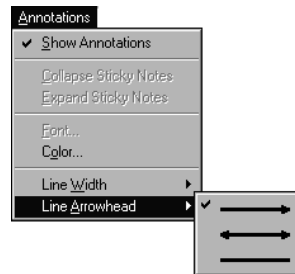 Annotations
Show Annotations
Collapse Sticky Notes
Expand Sticky Notes
Font...
Color...
Line Width
Line Arrowhead